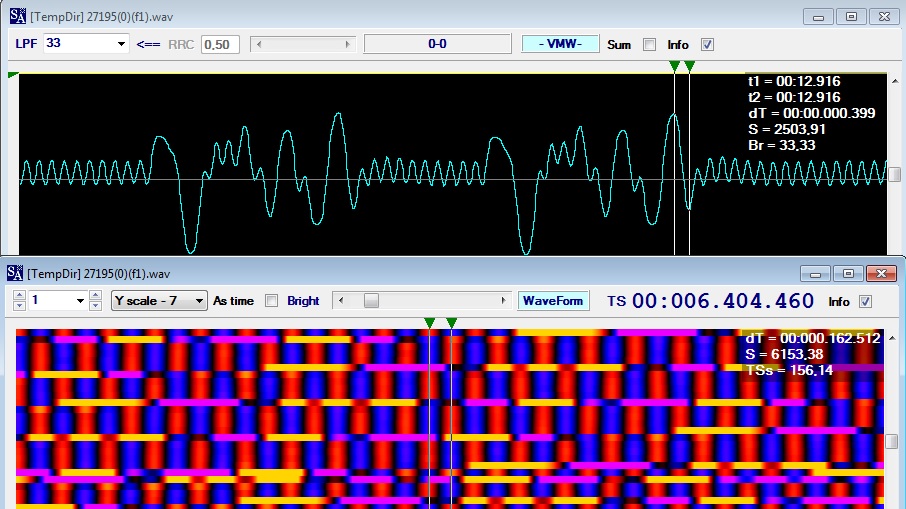 SA [TempDir] 27195(0)(f1).wav
LPF 33 <== RRC 0,50 0-0 - VMW- Sum Info
t1 = 00:12.916
t2 = 00:12.916
dT = 00:00.000.399
S = 2503,91
Br = 33,33
SA [TempDir] 27195(0)(f1).wav
1 Y scale - 7 As time Bright WaveForm TS 00:006.404.460 Info
dT = 00:000.162.512
S = 6153,38
TSs = 156,14